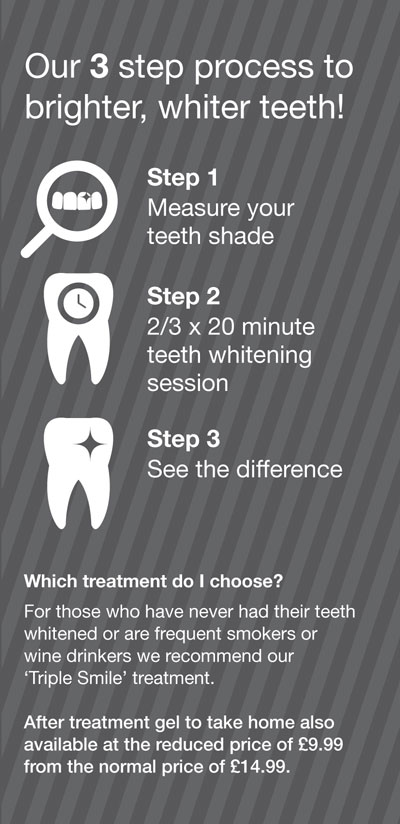 Our 3 step process to
brighter, whiter teeth!
Step 1
Measure your
teeth shade
Step 2
2/3 x 20 minute
teeth whitening
session
Step 3
See the difference
Which treatment do I choose?
For those who have never had their teeth
whitened or are frequent smokers or
wine drinkers we recommend our
‘Triple Smile’ treatment.
After treatment gel to take home also
available at the reduced price of £9.99
from the normal price of £14.99.